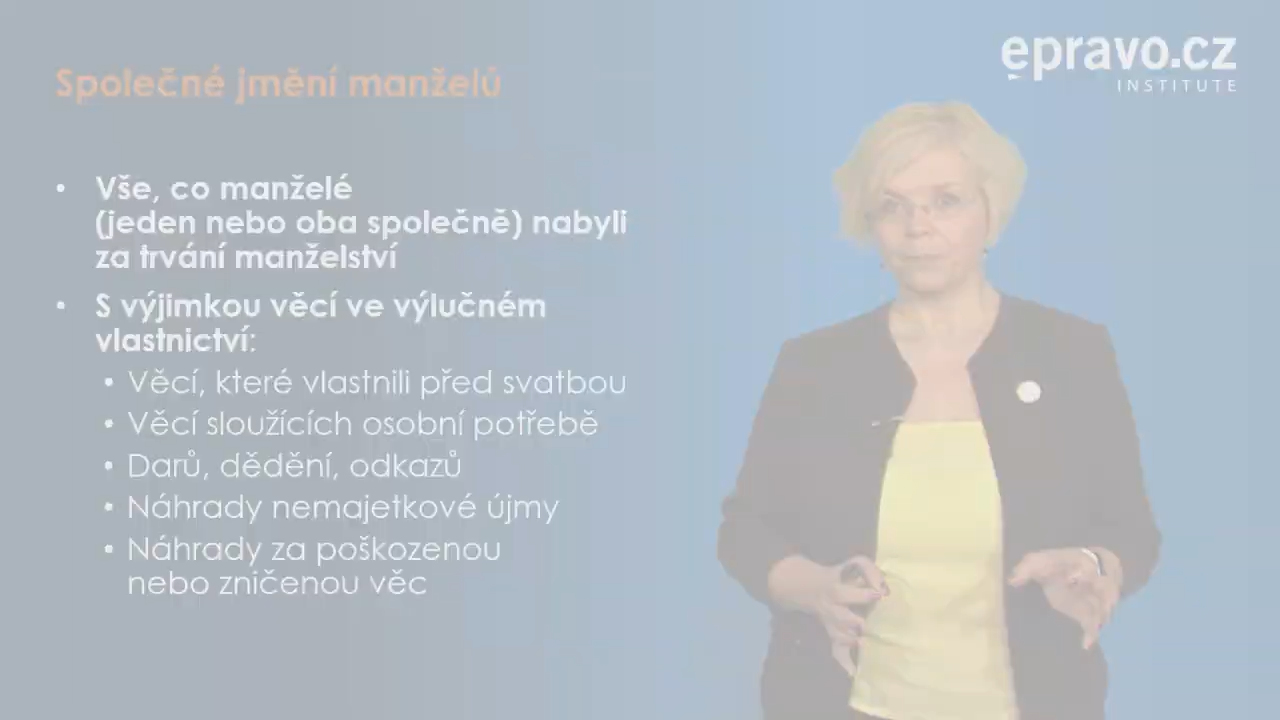 epravo.cz
INSTITUTE
Společné jmění manželů
• Vše, co manželé
(jeden nebo oba společně) nabyli
za trvání manželství
• S výjimkou věcí ve výlučném
vlastnictví:
• Věcí, které vlastnili před svatbou
• Věcí sloužících osobní potřebě
• Darů, dědění, odkazů
• Náhrady nemajetkové újmy
• Náhrady za poškozenou
nebo zničenou věc